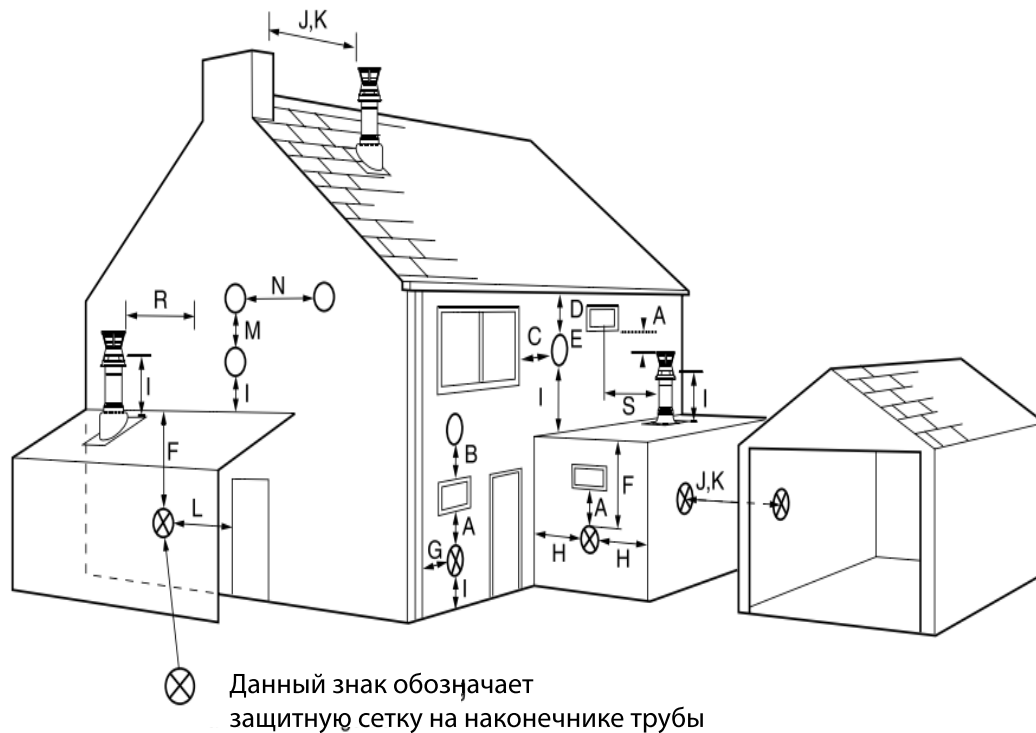 J,K
N
R
M
D
A
C
E
I
I
I
S
I
F
B
F
J,K
L
A
A
G
H
H
I
Данный знак обозначает
защитную сетку на наконечнике трубы